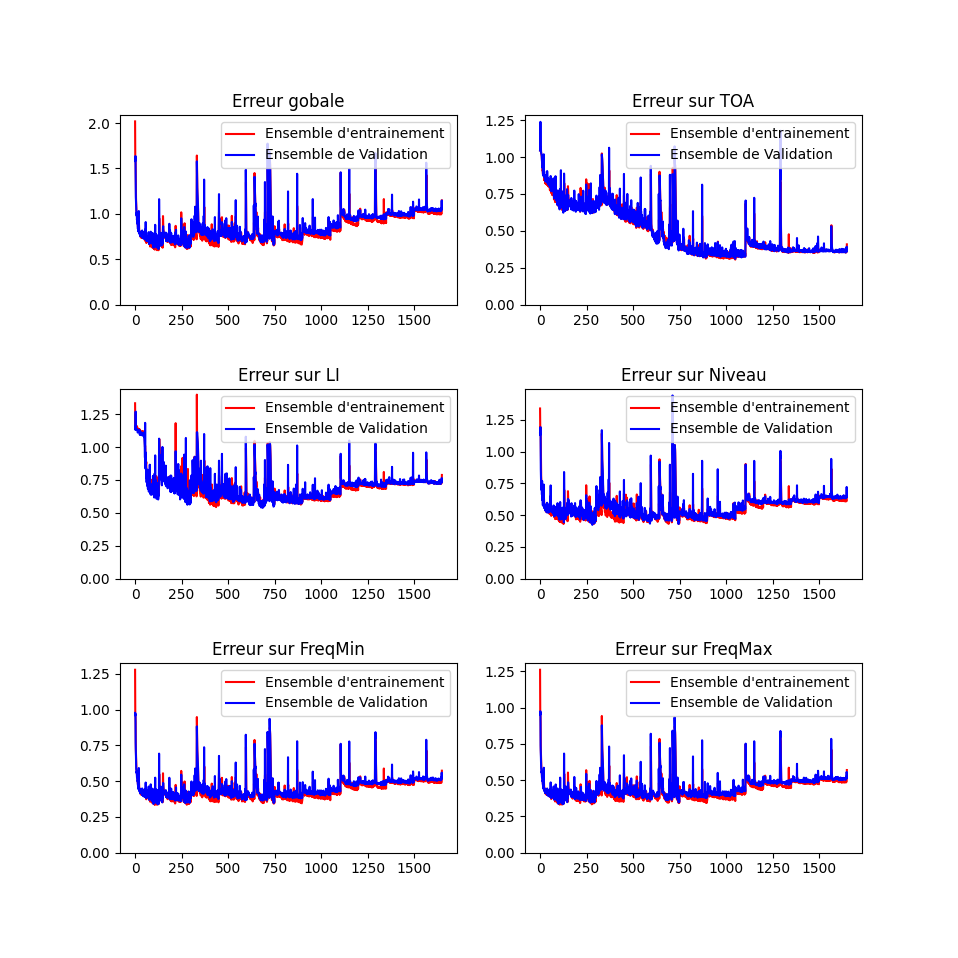 Erreur gobale
Ensemble d'entrainement
Ensemble de Validation
2.0
1.5
1.0
0.5
0.0
0 250 500 750 1000 1250 1500
Erreur sur TOA
Ensemble d'entrainement
Ensemble de Validation
1.25
1.00
0.75
0.50
0.25
0.00
0 250 500 750 1000 1250 1500
Erreur sur LI
Ensemble d'entrainement
Ensemble de Validation
1.25
1.00
0.75
0.50
0.25
0.00
0 250 500 750 1000 1250 1500
Erreur sur Niveau
Ensemble d'entrainement
Ensemble de Validation
1.25
1.00
0.75
0.50
0.25
0.00
0 250 500 750 1000 1250 1500
Erreur sur FreqMin
Ensemble d'entrainement
Ensemble de Validation
1.25
1.00
0.75
0.50
0.25
0.00
0 250 500 750 1000 1250 1500
Erreur sur FreqMax
Ensemble d'entrainement
Ensemble de Validation
1.25
1.00
0.75
0.50
0.25
0.00
0 250 500 750 1000 1250 1500